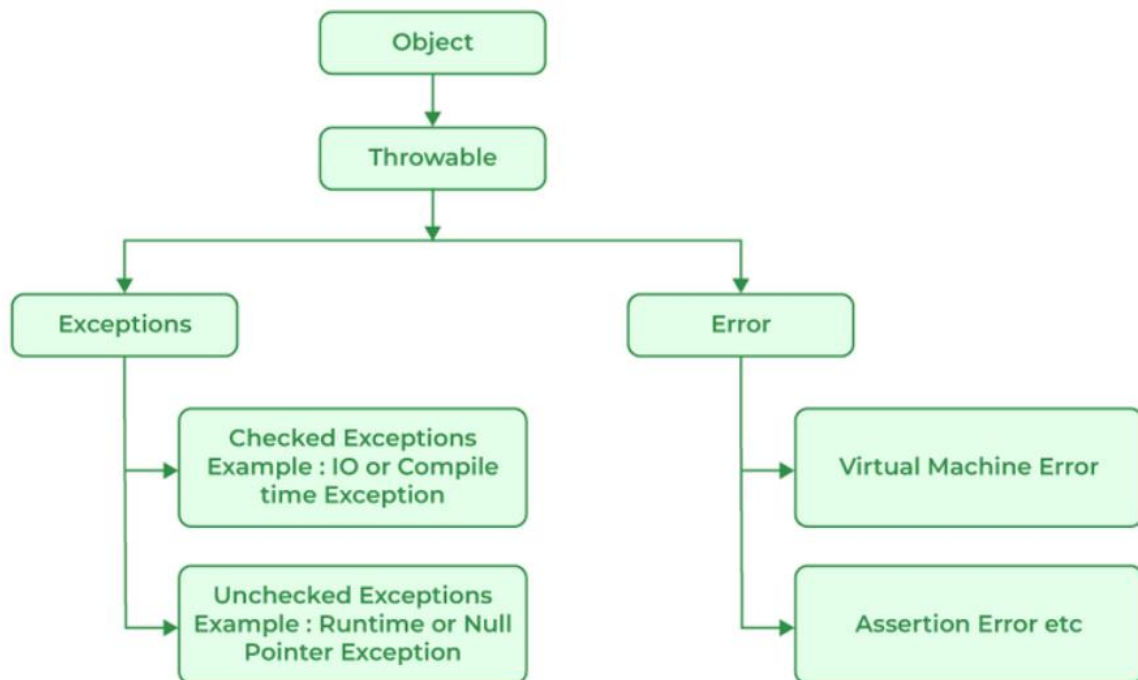 Object
Throwable
Exceptions
Error
Checked Exceptions
Example : IO or Compile
time Exception
Virtual Machine Error
Unchecked Exceptions
Example : Runtime or Null
Pointer Exception
Assertion Error etc